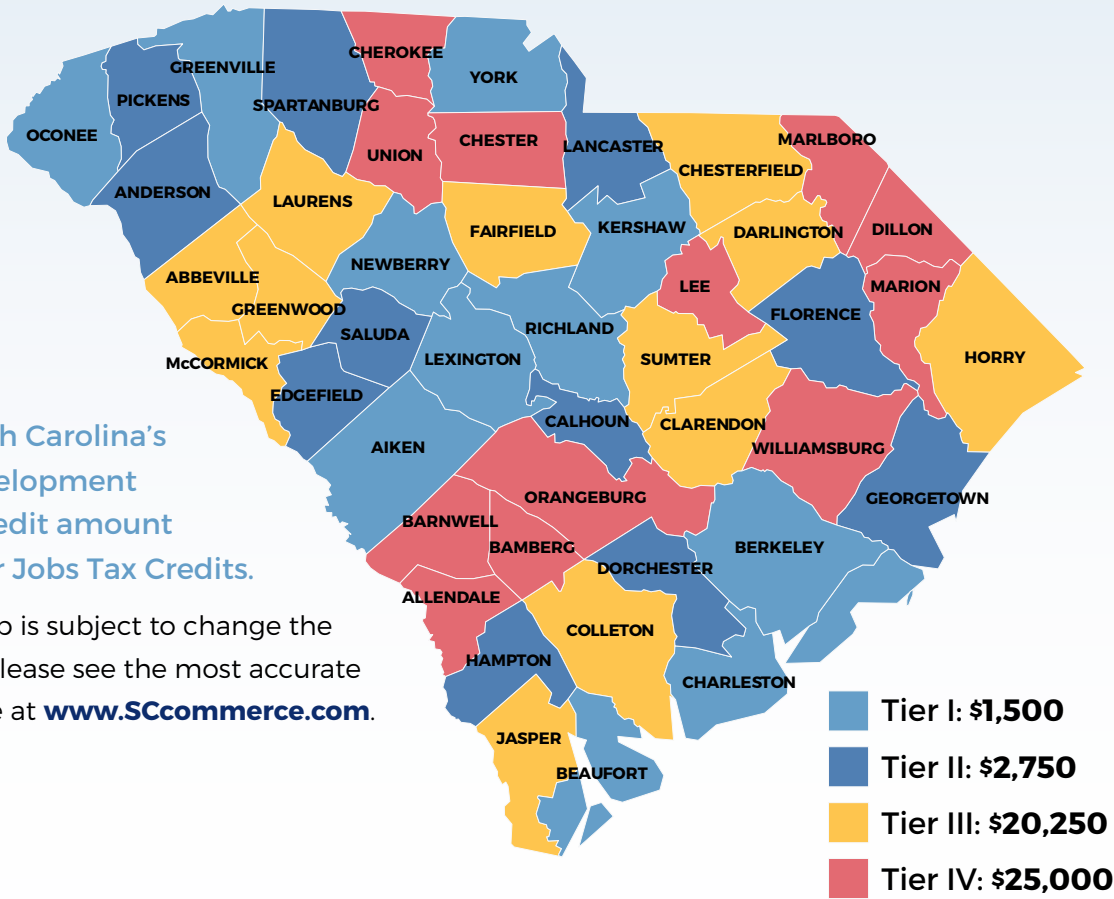 CHEROKEE
GREENVILLE
YORK
PICKENS
SPARTANBURG
OCONEE
CHESTER
MARLBORO
LANCASTER
UNION
CHESTERFIELD
ANDERSON
LAURENS
KERSHAW
DILLON
FAIRFIELD
DARLINGTON
NEWBERRY
ABBEVILLE
LEE
MARION
GREENWOOD
FLORENCE
SALUDA
RICHLAND
LEXINGTON
SUMTER
HORRY
McCORMICK
EDGEFIELD
CALHOUN
CLARENDON
AIKEN
WILLIAMSBURG
ORANGEBURG
GEORGETOWN
BARNWELL
BAMBERG
BERKELEY
DORCHESTER
ALLENDALE
COLLETON
HAMPTON
CHARLESTON
JASPER
BEAUFORT
h Carolina’s
elopment
edit amount
r Jobs Tax Credits.
p is subject to change the
lease see the most accurate
e at www.SCcommerce.com.
Tier I: $1,500
Tier II: $2,750
Tier III: $20,250
Tier IV: $25,000